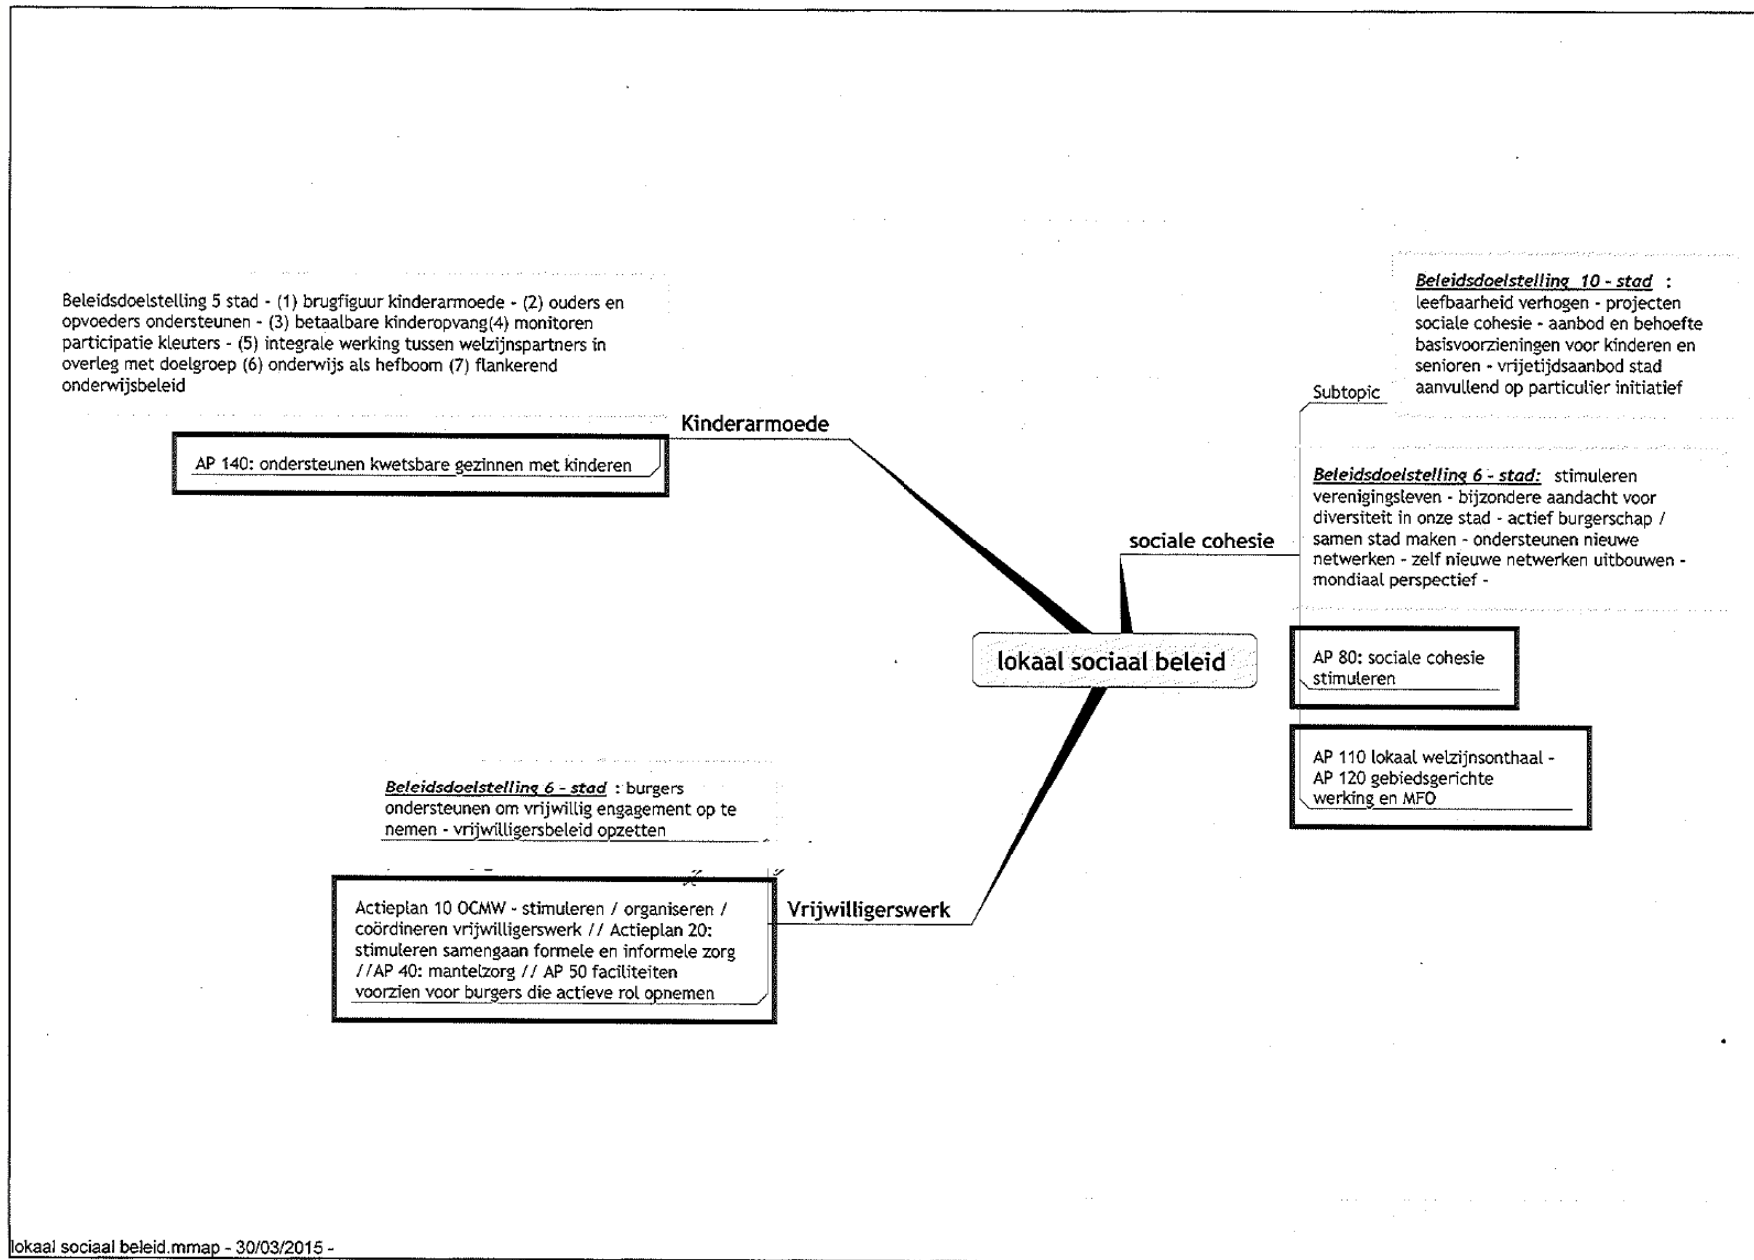 Beleidsdoelstelling 5 stad - (1) brugfiguur kinderarmoede - (2) ouders en
opvoeders ondersteunen - (3) betaalbare kinderopvang(4) monitoren
participatie kleuters - (5) integrale werking tussen welzijnspartners in
overleg met doelgroep (6) onderwijs als hefboom (7) flankerend
onderwijsbeleid
Kinderarmoede
AP 140: ondersteunen kwetsbare gezinnen met kinderen
Beleidsdoelstelling 10 - stad :
leefbaarheid verhogen - projecten
sociale cohesie - aanbod en behoefte
basisvoorzieningen voor kinderen en
senioren - vrijetijdsaanbod stad
aanvullend op particulier initiatief
Subtopic
Beleidsdoelstelling 6 - stad: stimuleren
verenigingsleven - bijzondere aandacht voor
diversiteit in onze stad - actief burgerschap /
samen stad maken - ondersteunen nieuwe
netwerken - zelf nieuwe netwerken uitbouwen -
mondiaal perspectief -
sociale cohesie
lokaal sociaal beleid
AP 80: sociale cohesie
stimuleren
AP 110 lokaal welzijnsonthaal -
AP 120 gebiedsgerichte
werking en MFO
Beleidsdoelstelling 6 - stad : burgers
ondersteunen om vrijwillig engagement op te
nemen - vrijwilligersbeleid opzetten
Vrijwilligerswerk
Actieplan 10 OCMW - stimuleren / organiseren /
coördineren vrijwilligerswerk // Actieplan 20:
stimuleren samengaan formele en informele zorg
//AP 40: mantelzorg // AP 50 faciliteiten
voorzien voor burgers die actieve rol opnemen
lokaal sociaal beleid.mmap - 30/03/2015 -